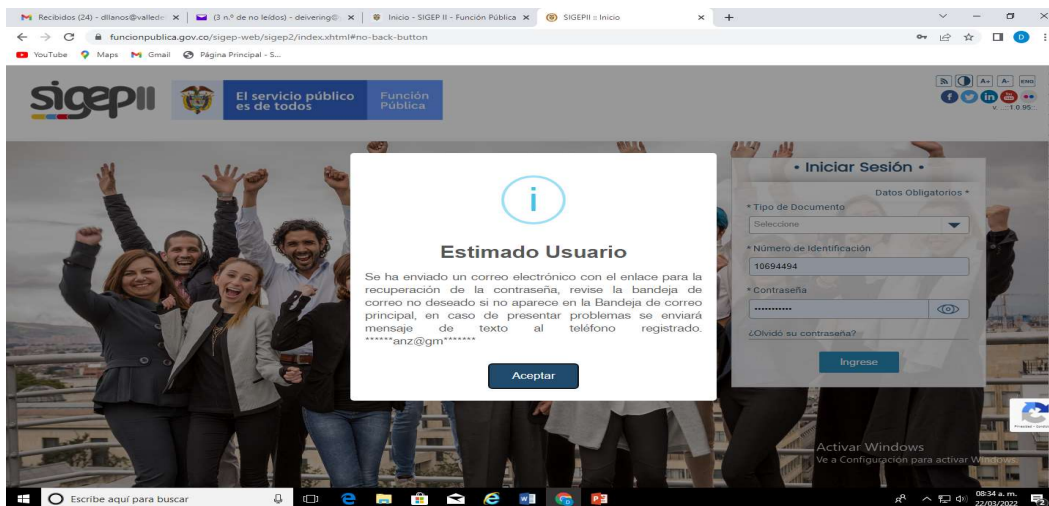 Recibidos (24) - dllanos@vallede
(3 n.º de no leídos) - deivering@
Inicio - SIGEP II - Función Pública
SIGEPII :: Inicio
funcionpublica.gov.co/sigep-web/sigep2/index.xhtml#no-back-button
YouTube
Maps
Gmail
Página Principal - S...
sigepII
El servicio público
es de todos
Función
Pública
A+ A- ENG
• Iniciar Sesión •
Datos Obligatorios *
* Tipo de Documento
Seleccione
* Número de Identificación
10694494
* Contraseña
¿Olvidó su contraseña?
Ingrese
i
Estimado Usuario
Se ha enviado un correo electrónico con el enlace para la
recuperación de la contraseña, revise la bandeja de
correo no deseado si no aparece en la Bandeja de correo
principal, en caso de presentar problemas se enviará
mensaje de texto al teléfono registrado.
******anz@gm*******
Aceptar
Activar Windows
Ve a Configuración para activar Windows.
Escribe aquí para buscar
08:34 a. m.
22/03/2022